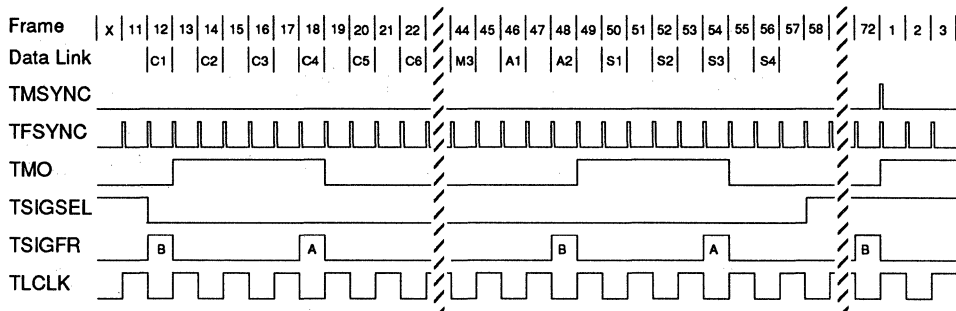 Frame X 11 12 13 14 15 16 17 18 19 20 21 22 44 45 46 47 48 49 50 51 52 53 54 55 56 57 58 72 1 2 3
Data Link C1 C2 C3 C4 C5 C6 M3 A1 A2 S1 S2 S3 S4
TMSYNC
TFSYNC
TMO
TSIGSEL
TSIGFR B A B A B
TLCLK